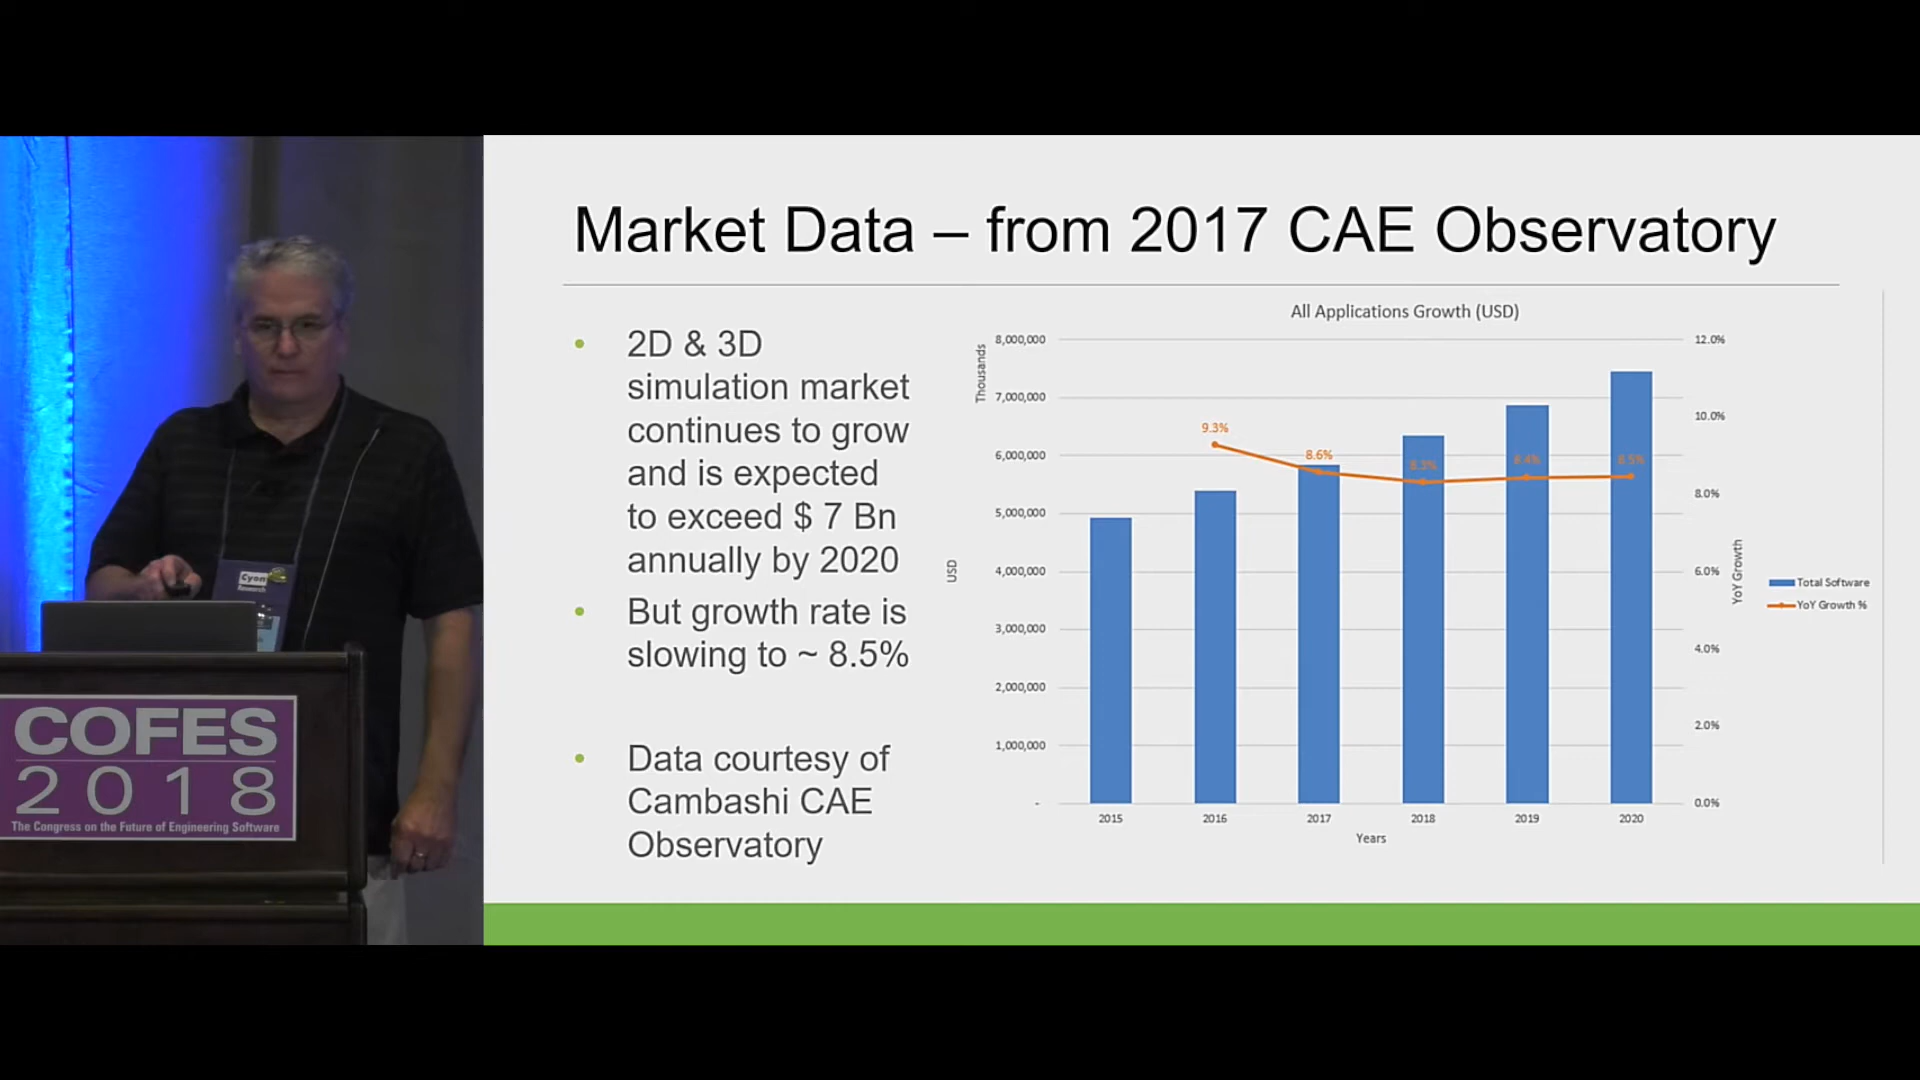 Market Data – from 2017 CAE Observatory
• 2D & 3D
simulation market
continues to grow
and is expected
to exceed $ 7 Bn
annually by 2020
• But growth rate is
slowing to ~ 8.5%
• Data courtesy of
Cambashi CAE
Observatory
All Applications Growth (USD)
Thousands
USD
8,000,000
7,000,000
6,000,000
5,000,000
4,000,000
3,000,000
2,000,000
1,000,000
-
9.3%
8.6%
8.3%
8.4%
8.5%
12.0%
10.0%
8.0%
6.0%
4.0%
2.0%
0.0%
YoY Growth
2015 2016 2017 2018 2019 2020
Years
Total Software
YoY Growth %
Cyon
Research
COFES
2018
The Congress on the Future of Engineering Software